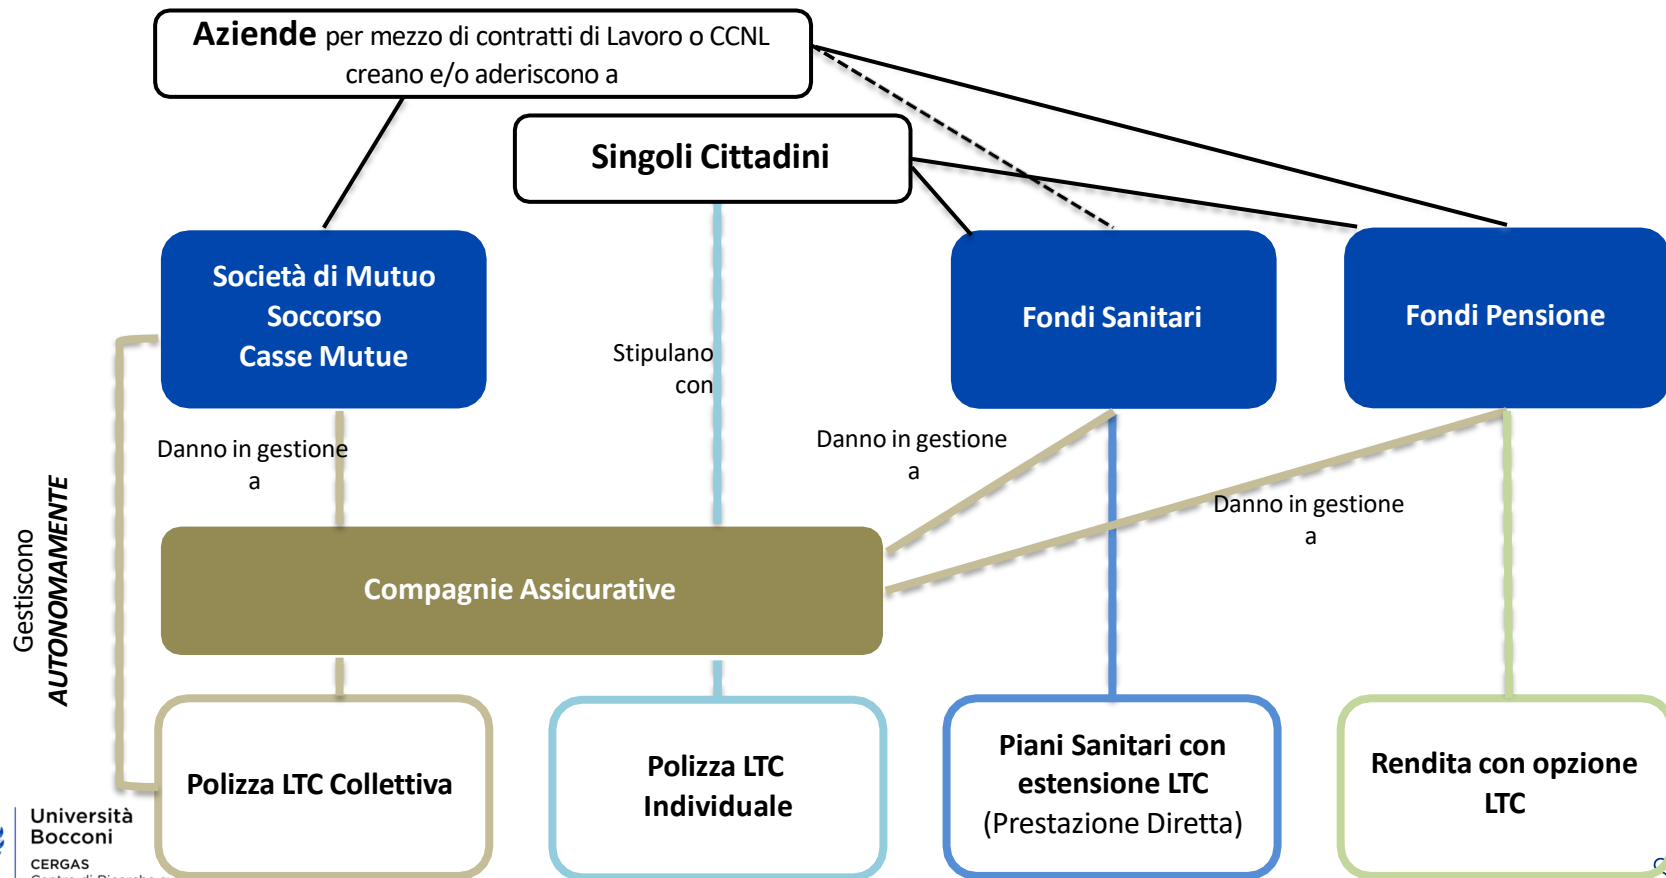 Aziende per mezzo di contratti di Lavoro o CCNL
creano e/o aderiscono a
Singoli Cittadini
Società di Mutuo
Soccorso
Casse Mutue
Fondi Sanitari
Fondi Pensione
Stipulano
con
Danno in gestione
a
Danno in gestione
a
Danno in gestione
a
Gestiscono
AUTONOMAMENTE
Compagnie Assicurative
Polizza LTC Collettiva
Polizza LTC
Individuale
Piani Sanitari con
estensione LTC
(Prestazione Diretta)
Rendita con opzione
LTC
Università
Bocconi
CERGAS
Centro di Ricerche